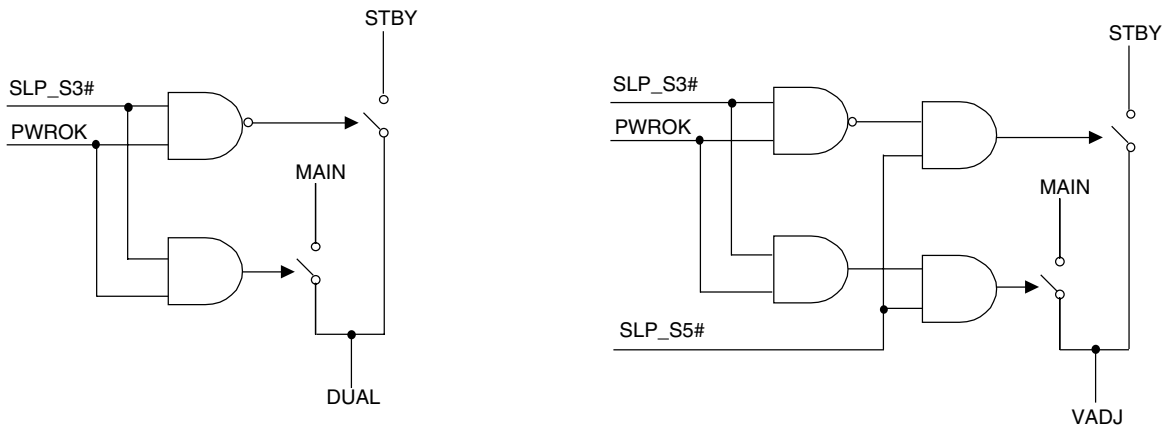 STBY
SLP_S3#
PWROK
MAIN
DUAL
STBY
SLP_S3#
PWROK
MAIN
SLP_S5#
VADJ